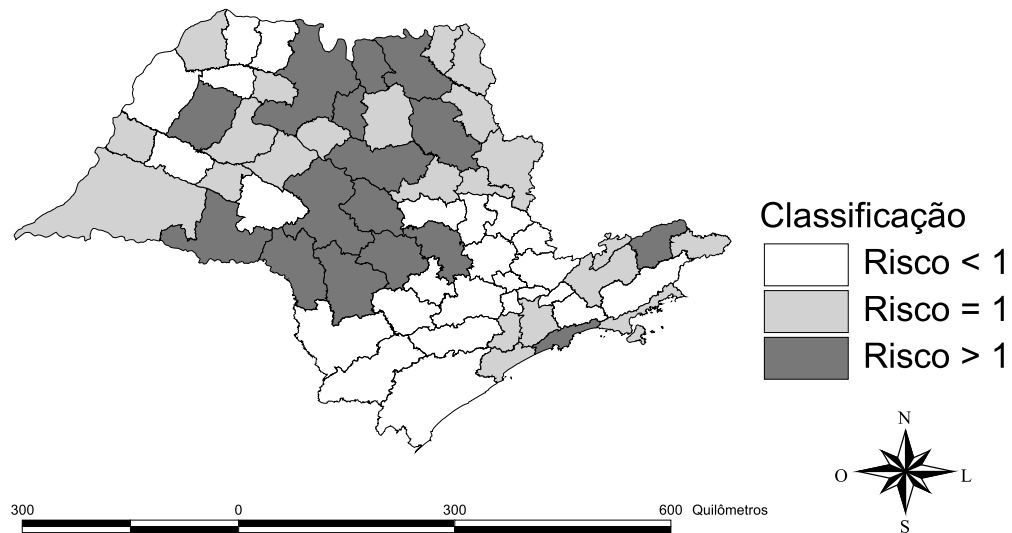 Classificação
Risco < 1
Risco = 1
Risco > 1
N
O L
S
300 0 300 600 Quilômetros